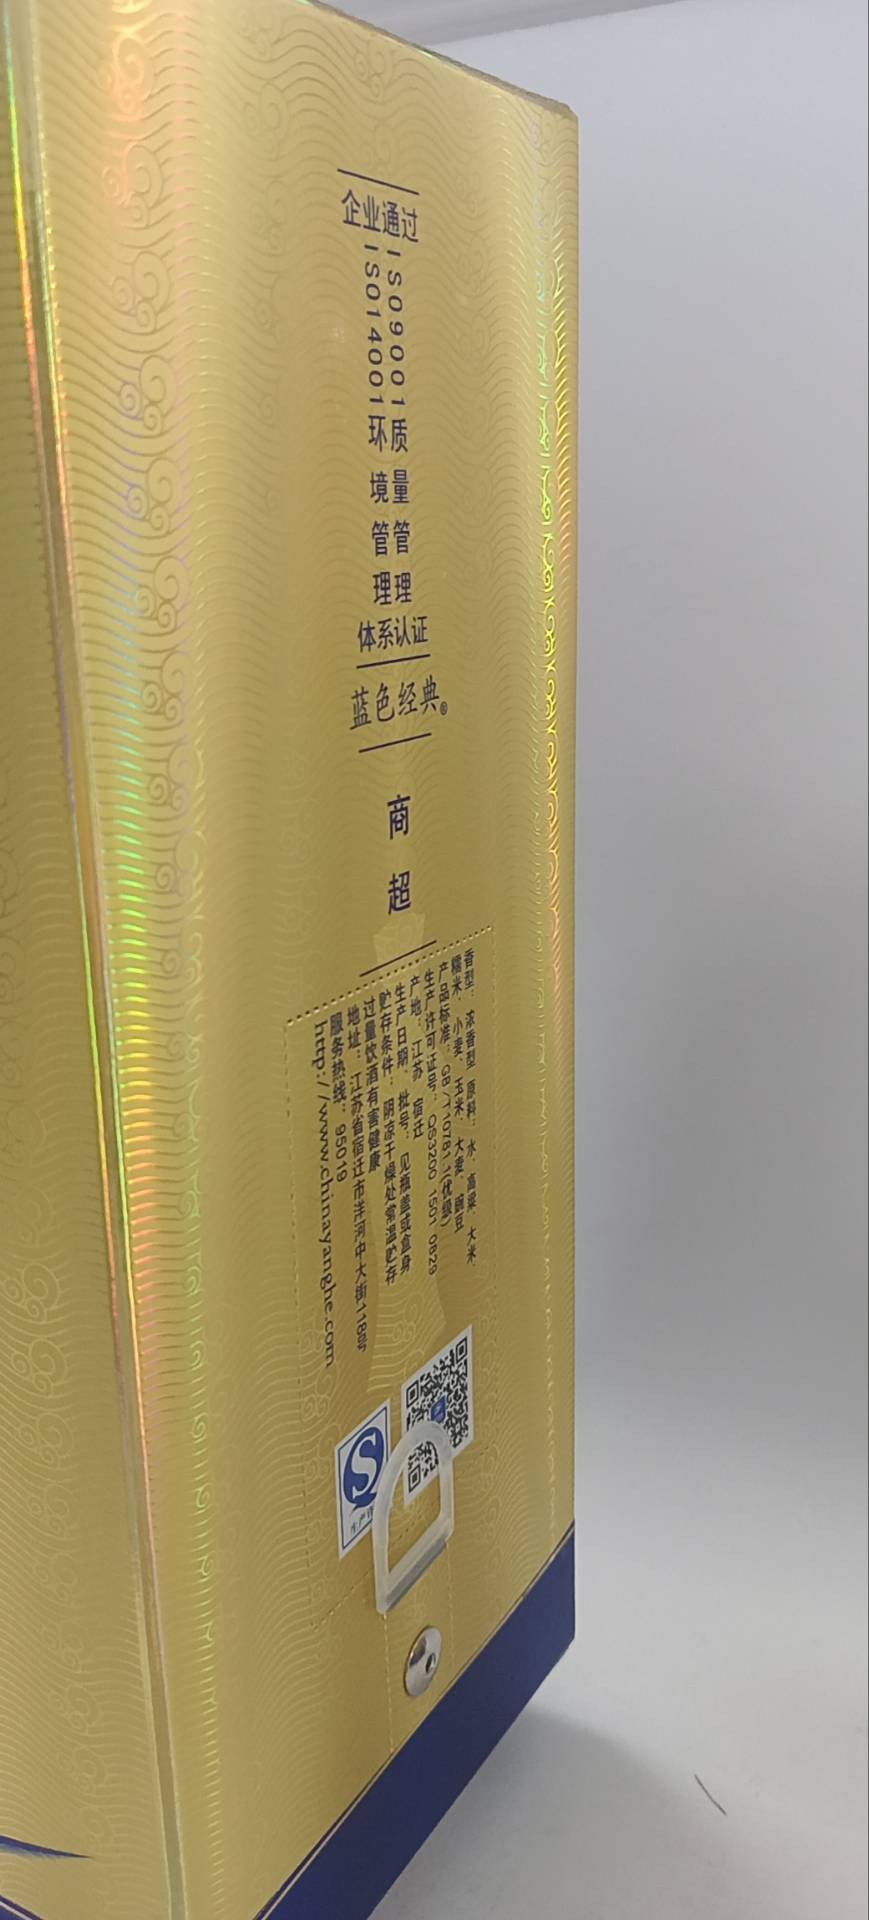 企业通过
ISO9001质量管理
ISO14001环境管理
体系认证
蓝色经典®
商超
香型：浓香型 原料：水、高粱、大米、
糯米、小麦、玉米、大麦、豌豆
产品标准：GB/T10781.1(优级)
生产许可证号：QS3200 1501 0829
产地：江苏 宿迁
生产日期、批号：见瓶盖或盒身
贮存条件：阴凉干燥处常温贮存
过量饮酒有害健康
地址：江苏省宿迁市洋河中大街118号
服务热线：95019
http://www.chinayanghe.com
S
生产许